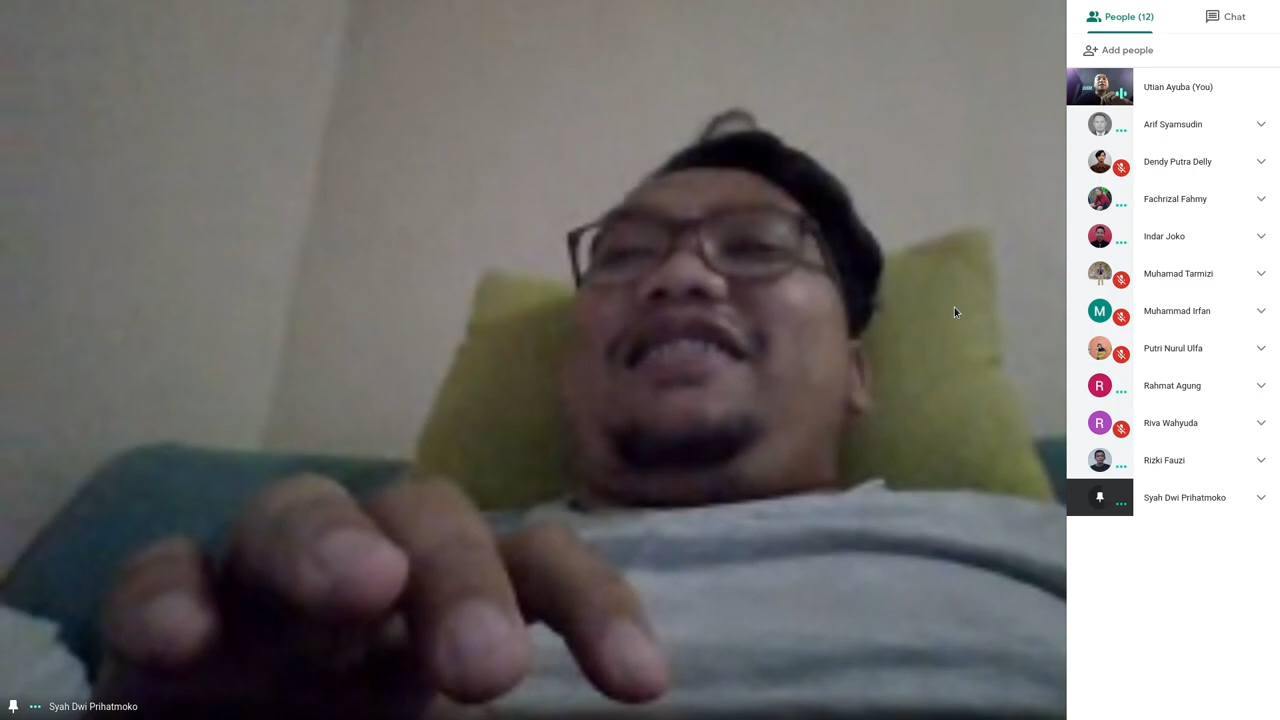 People (12)
Chat
Add people
Utian Ayuba (You)
Arif Syamsudin
Dendy Putra Delly
Fachrizal Fahmy
Indar Joko
Muhamad Tarmizi
M
Muhammad Irfan
Putri Nurul Ulfa
R
Rahmat Agung
R
Riva Wahyuda
Rizki Fauzi
Syah Dwi Prihatmoko
Syah Dwi Prihatmoko